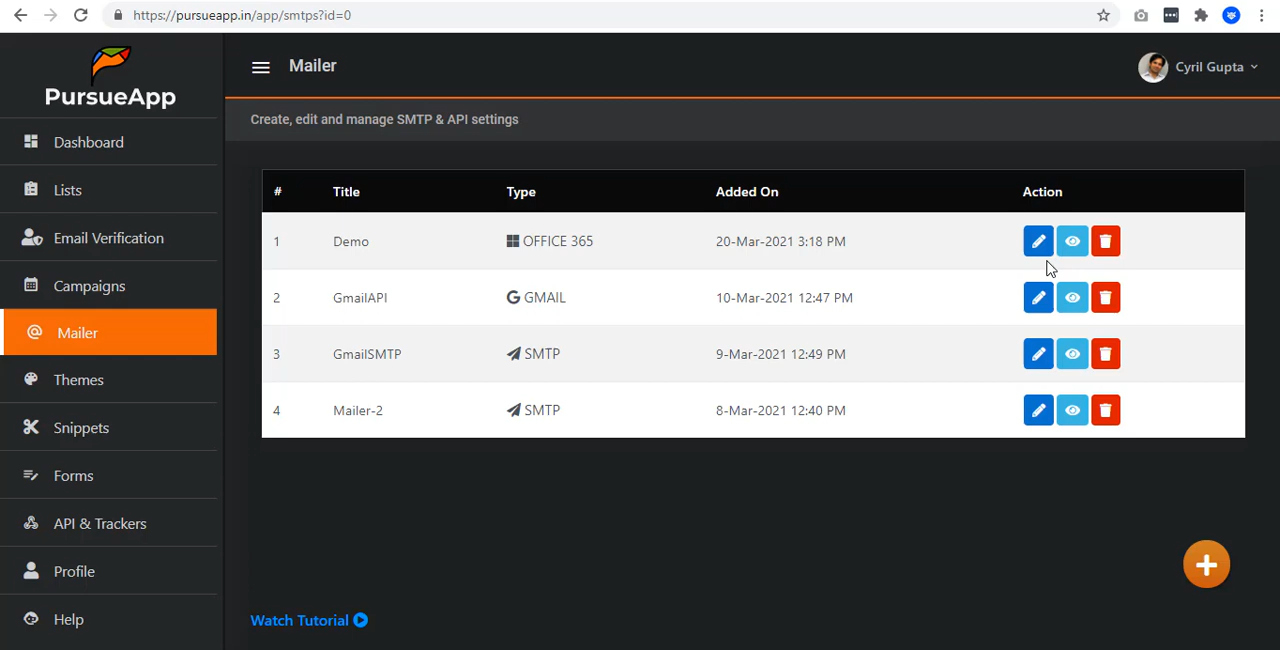 https://pursueapp.in/app/smtps?id=0
PursueApp
Mailer
Cyril Gupta
Create, edit and manage SMTP & API settings
Dashboard
Lists
Email Verification
Campaigns
Mailer
Themes
Snippets
Forms
API & Trackers
Profile
Help
# Title Type Added On Action
1 Demo OFFICE 365 20-Mar-2021 3:18 PM
2 GmailAPI GMAIL 10-Mar-2021 12:47 PM
3 GmailSMTP SMTP 9-Mar-2021 12:49 PM
4 Mailer-2 SMTP 8-Mar-2021 12:40 PM
Watch Tutorial